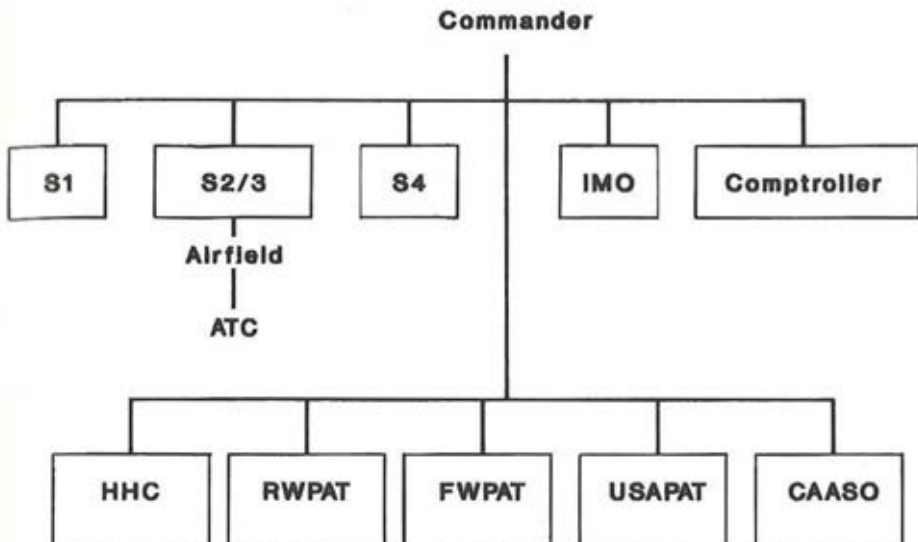 Commander
S1 S2/3 S4 IMO Comptroller
Airfield
ATC
HHC RWPAT FWPAT USAPAT CAASO